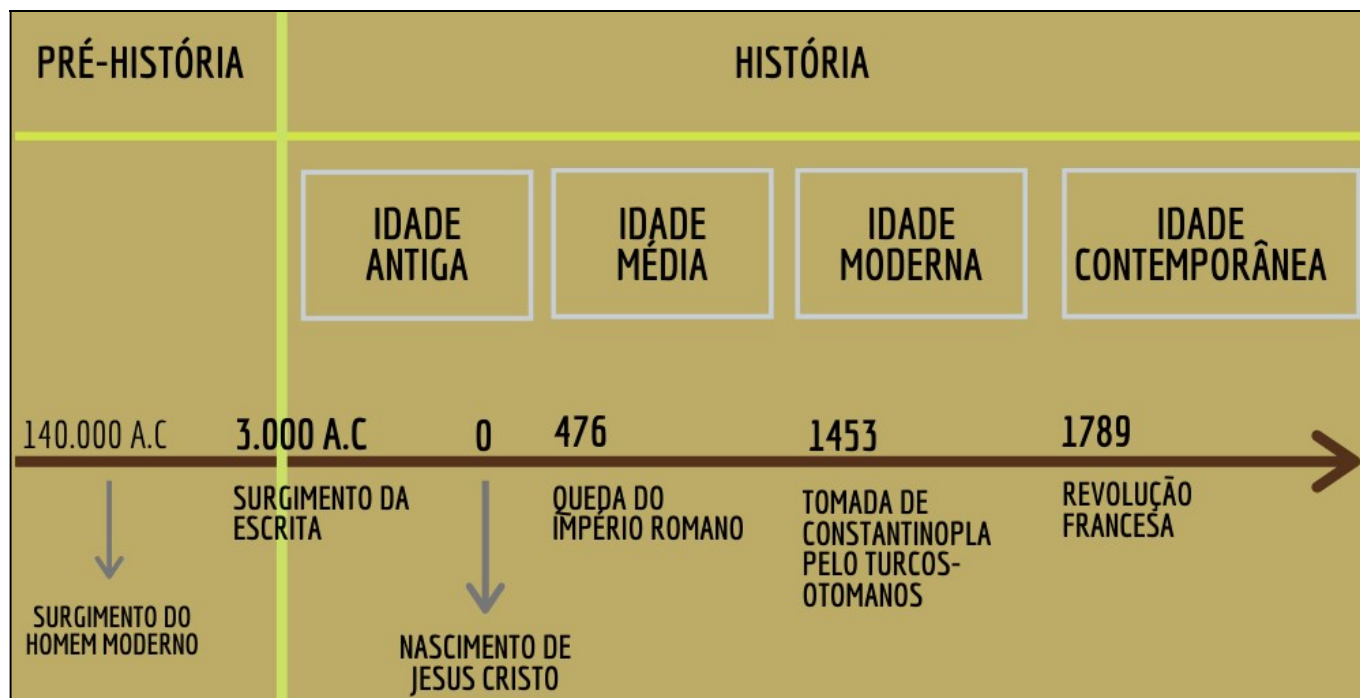 PRÉ-HISTÓRIA
HISTÓRIA
IDADE
ANTIGA
IDADE
MÉDIA
IDADE
MODERNA
IDADE
CONTEMPORÂNEA
140.000 A.C
3.000 A.C
0
476
1453
1789
SURGIMENTO DA
ESCRITA
QUEDA DO
IMPÉRIO ROMANO
TOMADA DE
CONSTANTINOPLA
PELO TURCOS-
OTOMANOS
REVOLUÇÃO
FRANCESA
SURGIMENTO DO
HOMEM MODERNO
NASCIMENTO DE
JESUS CRISTO